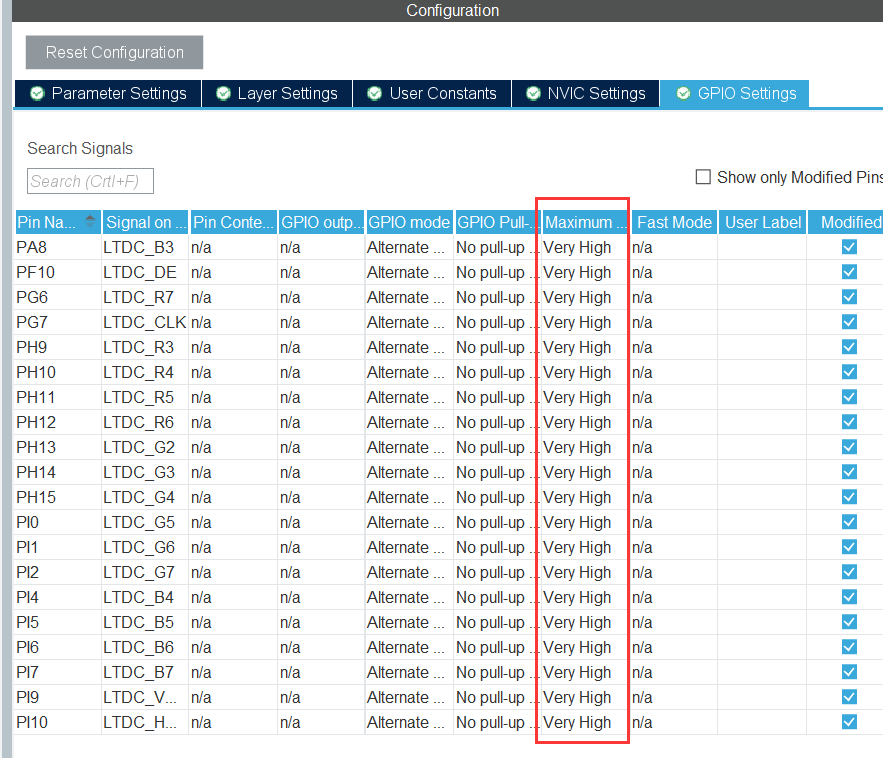 Configuration
Reset Configuration
Parameter Settings Layer Settings User Constants NVIC Settings GPIO Settings
Search Signals
Search (CrtI+F)
Show only Modified Pins
Pin Na... Signal on ... Pin Conte... GPIO outp... GPIO mode GPIO Pull-... Maximum ... Fast Mode User Label Modified
PA8 LTDC_B3 n/a n/a Alternate ... No pull-up ... Very High n/a
PF10 LTDC_DE n/a n/a Alternate ... No pull-up ... Very High n/a
PG6 LTDC_R7 n/a n/a Alternate ... No pull-up ... Very High n/a
PG7 LTDC_CLK n/a n/a Alternate ... No pull-up ... Very High n/a
PH9 LTDC_R3 n/a n/a Alternate ... No pull-up ... Very High n/a
PH10 LTDC_R4 n/a n/a Alternate ... No pull-up ... Very High n/a
PH11 LTDC_R5 n/a n/a Alternate ... No pull-up ... Very High n/a
PH12 LTDC_R6 n/a n/a Alternate ... No pull-up ... Very High n/a
PH13 LTDC_G2 n/a n/a Alternate ... No pull-up ... Very High n/a
PH14 LTDC_G3 n/a n/a Alternate ... No pull-up ... Very High n/a
PH15 LTDC_G4 n/a n/a Alternate ... No pull-up ... Very High n/a
PI0 LTDC_G5 n/a n/a Alternate ... No pull-up ... Very High n/a
PI1 LTDC_G6 n/a n/a Alternate ... No pull-up ... Very High n/a
PI2 LTDC_G7 n/a n/a Alternate ... No pull-up ... Very High n/a
PI4 LTDC_B4 n/a n/a Alternate ... No pull-up ... Very High n/a
PI5 LTDC_B5 n/a n/a Alternate ... No pull-up ... Very High n/a
PI6 LTDC_B6 n/a n/a Alternate ... No pull-up ... Very High n/a
PI7 LTDC_B7 n/a n/a Alternate ... No pull-up ... Very High n/a
PI9 LTDC_V... n/a n/a Alternate ... No pull-up ... Very High n/a
PI10 LTDC_H... n/a n/a Alternate ... No pull-up ... Very High n/a